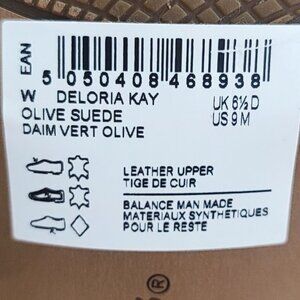 EAN
5 050408 468938
W DELORIA KAY
UK 6½ D
OLIVE SUEDE
US 9 M
DAIM VERT OLIVE
LEATHER UPPER
TIGE DE CUIR
BALANCE MAN MADE
MATERIAUX SYNTHÉTIQUES
POUR LE RESTE
®